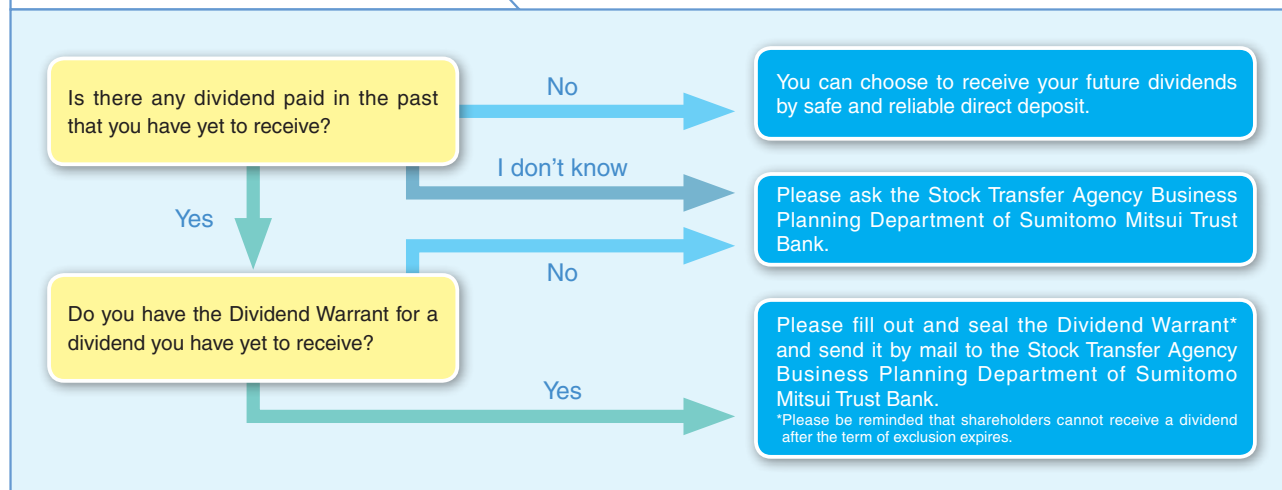 Is there any dividend paid in the past
that you have yet to receive?
No
You can choose to receive your future dividends
by safe and reliable direct deposit.
I don’t know
Please ask the Stock Transfer Agency Business
Planning Department of Sumitomo Mitsui Trust
Bank.
Yes
No
Do you have the Dividend Warrant for a
dividend you have yet to receive?
Yes
Please fill out and seal the Dividend Warrant*
and send it by mail to the Stock Transfer Agency
Business Planning Department of Sumitomo
Mitsui Trust Bank.
*Please be reminded that shareholders cannot receive a dividend
after the term of exclusion expires.